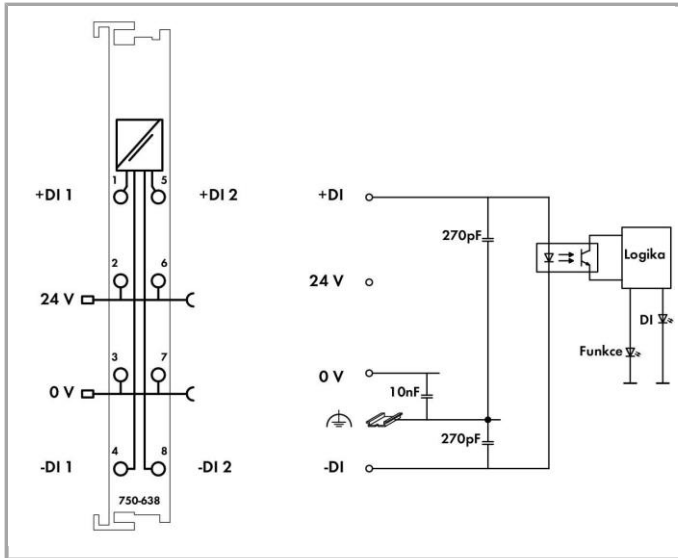 1 5
+DI 1 +DI 2
2 6
24 V
3 7
0 V
4 8
-DI 1 -DI 2
750-638
+DI
270pF
Logika
24 V
DI
Funkce
0 V
10nF
270pF
-DI